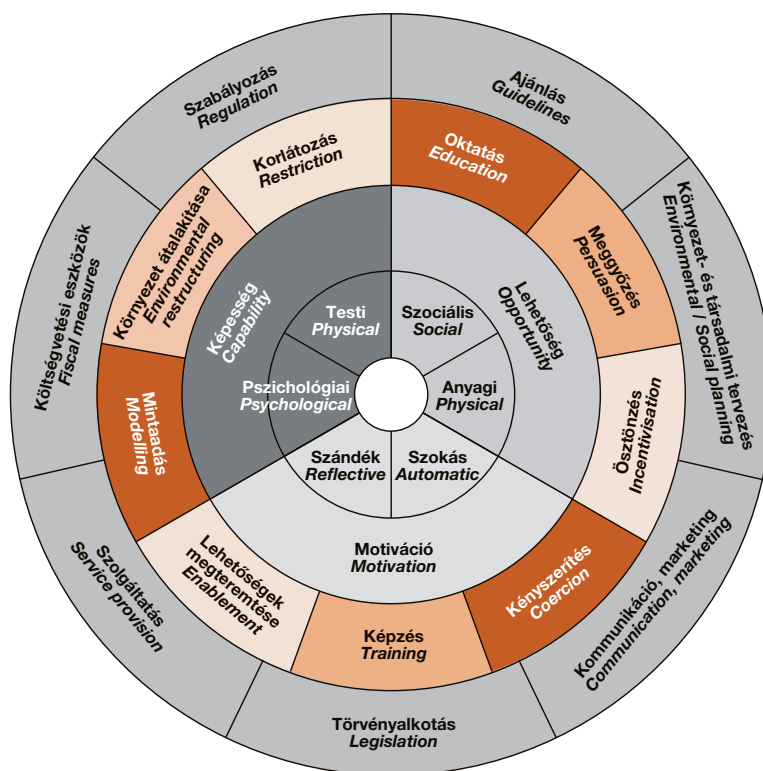 Szabályozás
Regulation
Ajánlás
Guidelines
Környezet- és társadalmi tervezés
Environmental / Social planning
Kommunikáció, marketing
Communication, marketing
Törvényalkotás
Legislation
Szolgáltatás
Service provision
Költségvetési eszközök
Fiscal measures
Korlátozás
Restriction
Oktatás
Education
Meggyőzés
Persuasion
Ösztönzés
Incentivisation
Kényszerítés
Coercion
Képzés
Training
Lehetőségek
megteremtése
Enablement
Mintaadás
Modelling
Környezet átalakítása
Environmental
restructuring
Képesség
Capability
Lehetőség
Opportunity
Motiváció
Motivation
Testi
Physical
Szociális
Social
Pszichológiai
Psychological
Anyagi
Physical
Szándék
Reflective
Szokás
Automatic